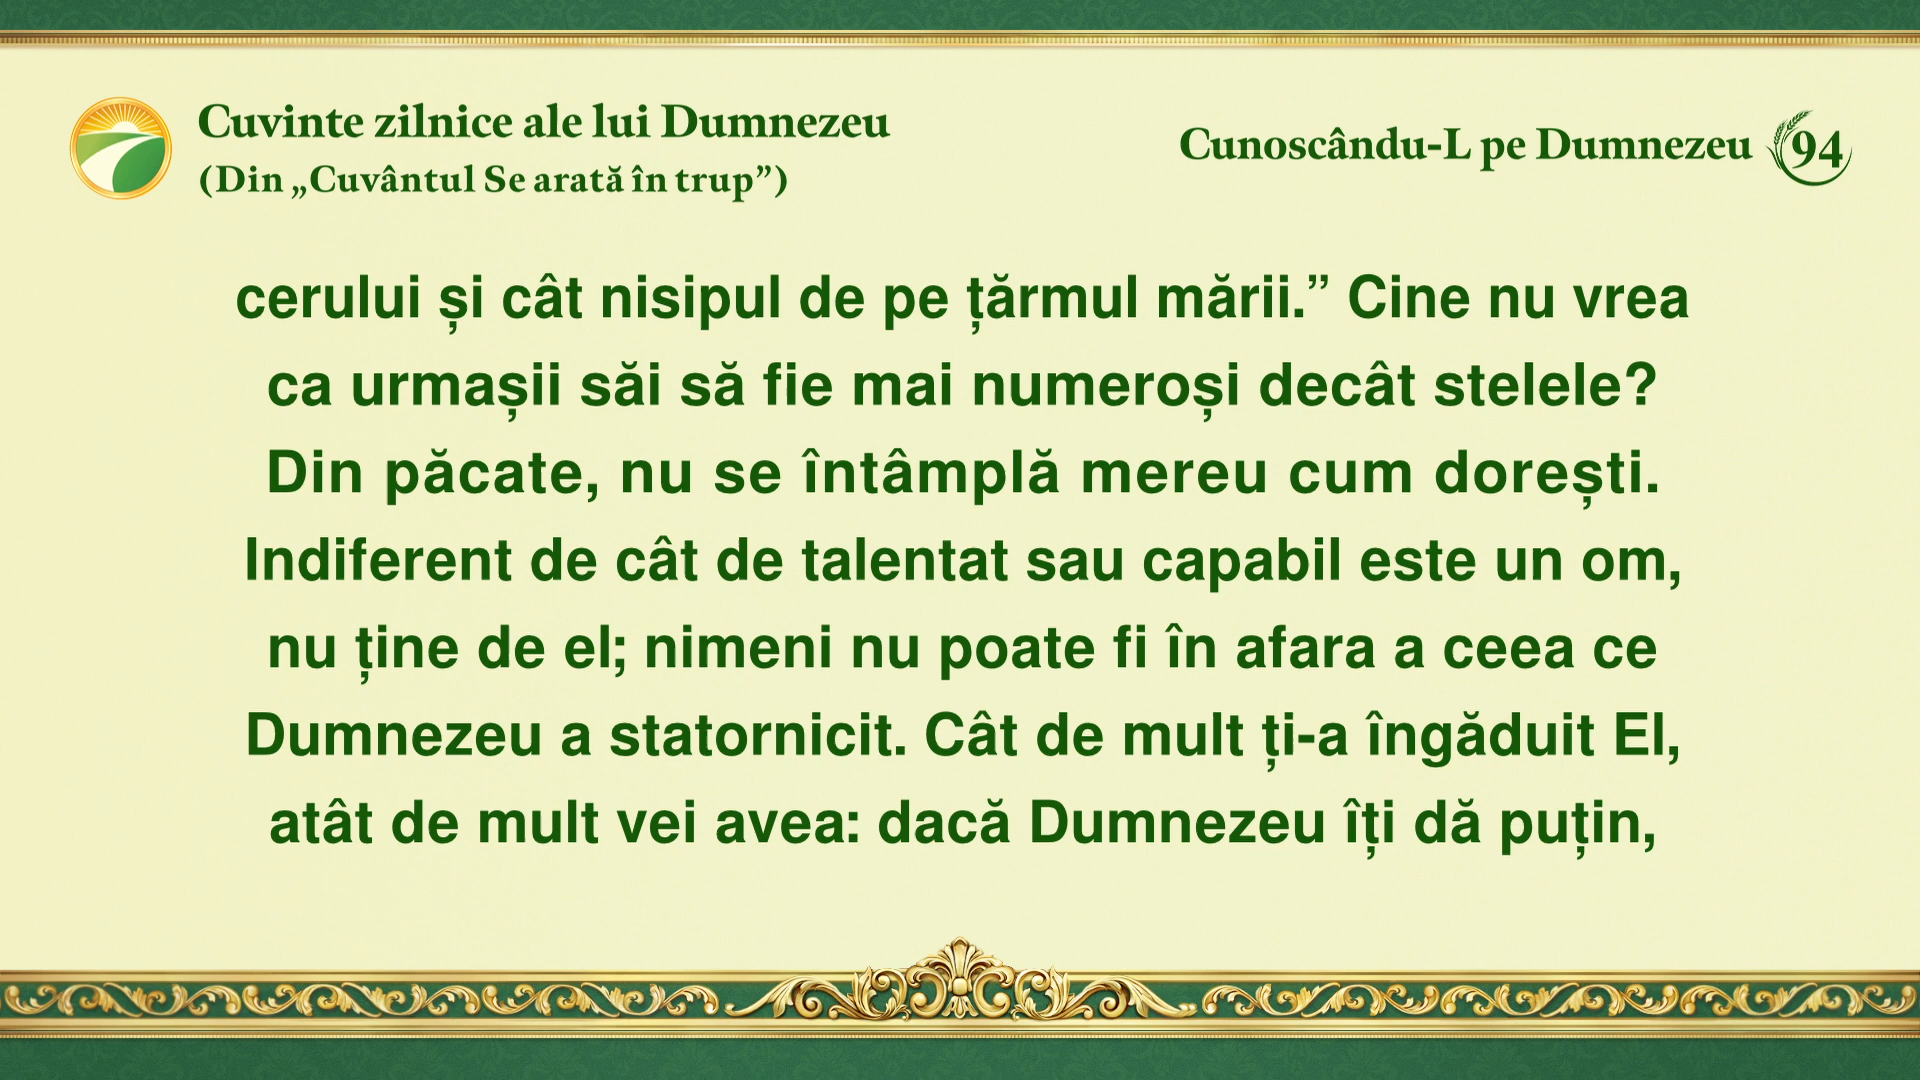 Cuvinte zilnice ale lui Dumnezeu
(Din „Cuvântul Se arată în trup”)
Cunoscându-L pe Dumnezeu 94
cerului și cât nisipul de pe țărmul mării.” Cine nu vrea
ca urmașii săi să fie mai numeroși decât stelele?
Din păcate, nu se întâmplă mereu cum dorești.
Indiferent de cât de talentat sau capabil este un om,
nu ține de el; nimeni nu poate fi în afara a ceea ce
Dumnezeu a statornicit. Cât de mult ți-a îngăduit El,
atât de mult vei avea: dacă Dumnezeu îți dă puțin,